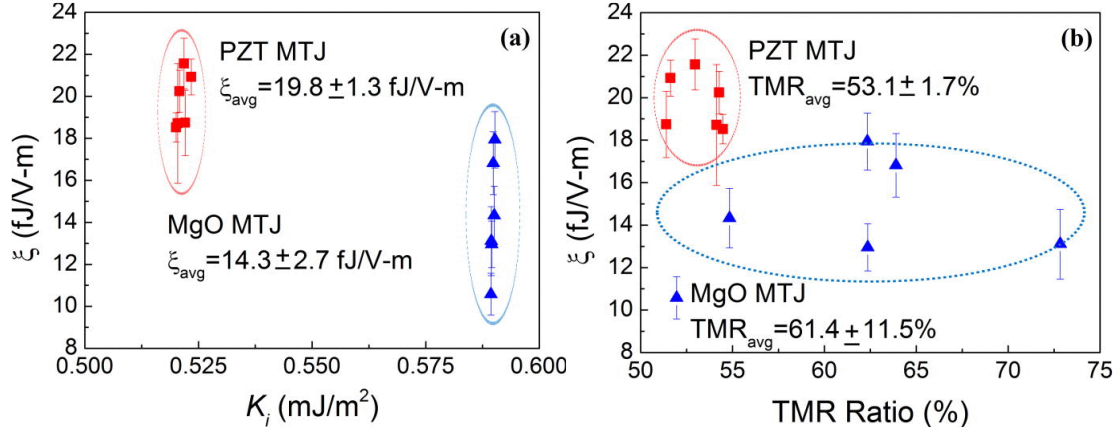 (a)
PZT MTJ
ξavg=19.8 ± 1.3 fJ/V-m
MgO MTJ
ξavg=14.3 ± 2.7 fJ/V-m
24
22
20
18
16
14
12
10
8
ξ (fJ/V-m)
0.500 0.525 0.550 0.575 0.600
Ki (mJ/m²)
(b)
PZT MTJ
TMRavg=53.1 ± 1.7%
MgO MTJ
TMRavg=61.4 ± 11.5%
24
22
20
18
16
14
12
10
8
ξ (fJ/V-m)
50 55 60 65 70 75
TMR Ratio (%)